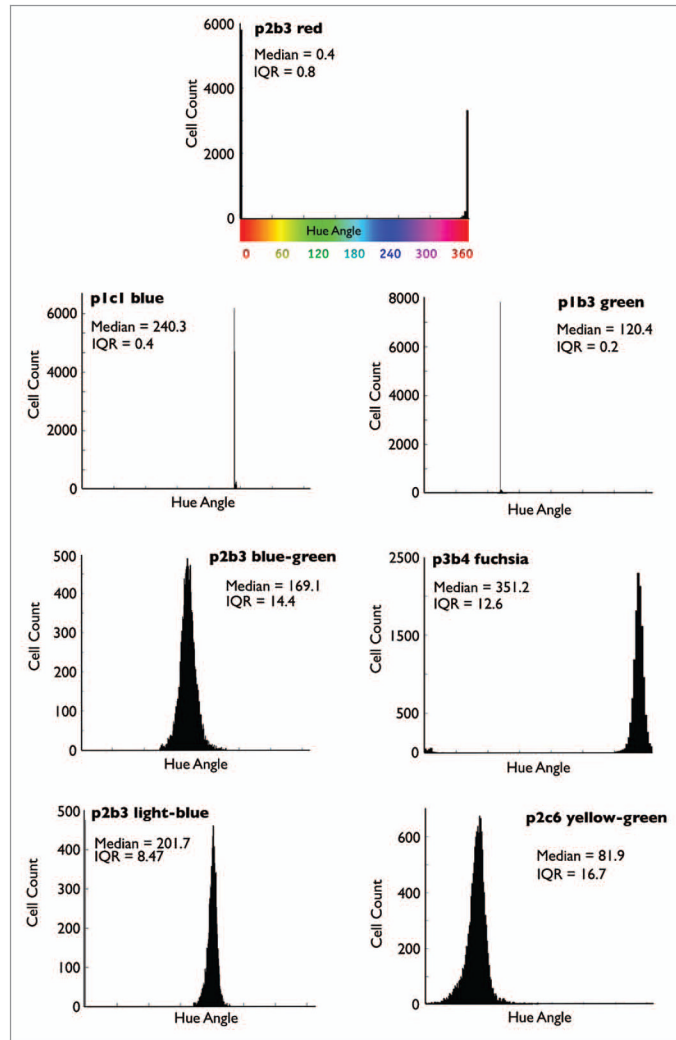 p2b3 red
Median = 0.4
IQR = 0.8
6000
4000
2000
0
Cell Count
Hue Angle
0 60 120 180 240 300 360
p1c1 blue
Median = 240.3
IQR = 0.4
6000
4000
2000
0
Cell Count
Hue Angle
p1b3 green
Median = 120.4
IQR = 0.2
8000
6000
4000
2000
0
Cell Count
Hue Angle
p2b3 blue-green
Median = 169.1
IQR = 14.4
500
400
300
200
100
0
Cell Count
Hue Angle
p3b4 fuchsia
Median = 351.2
IQR = 12.6
2500
1500
500
0
Cell Count
Hue Angle
p2b3 light-blue
Median = 201.7
IQR = 8.47
500
400
300
200
100
0
Cell Count
Hue Angle
p2c6 yellow-green
Median = 81.9
IQR = 16.7
600
400
200
0
Cell Count
Hue Angle